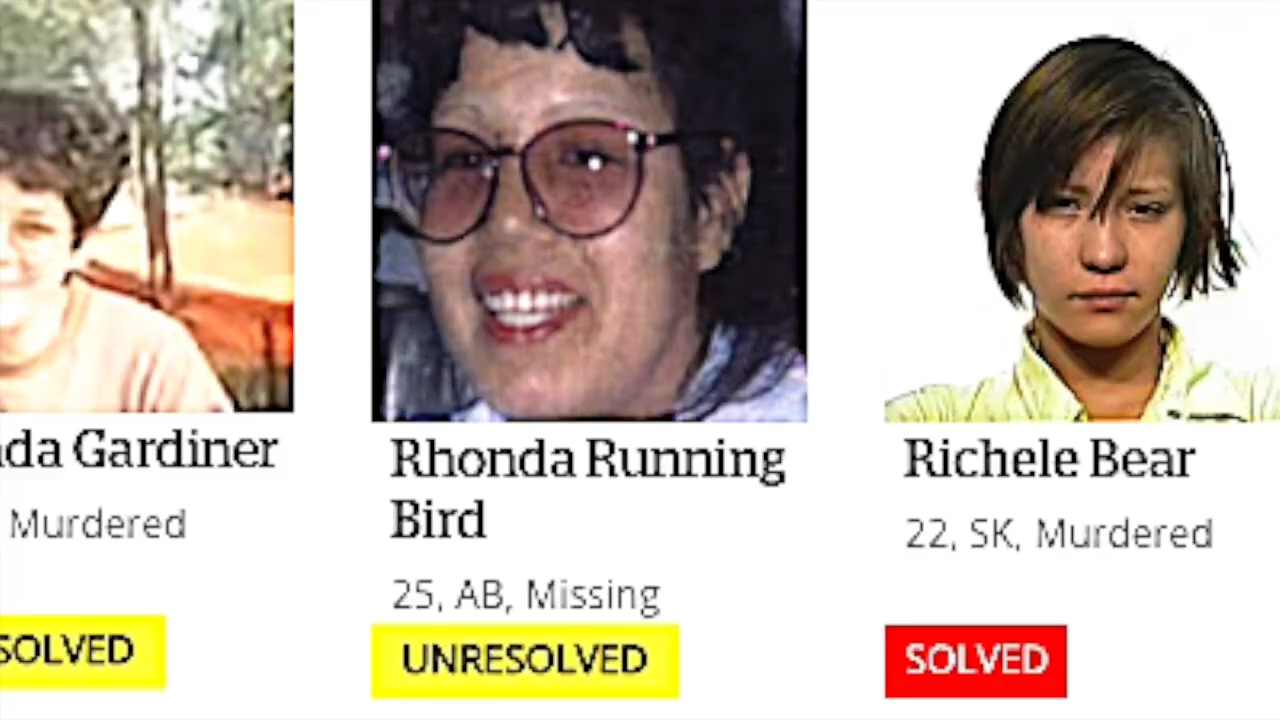 da Gardiner
Murdered
SOLVED
Rhonda Running
Bird
25, AB, Missing
UNRESOLVED
Richele Bear
22, SK, Murdered
SOLVED